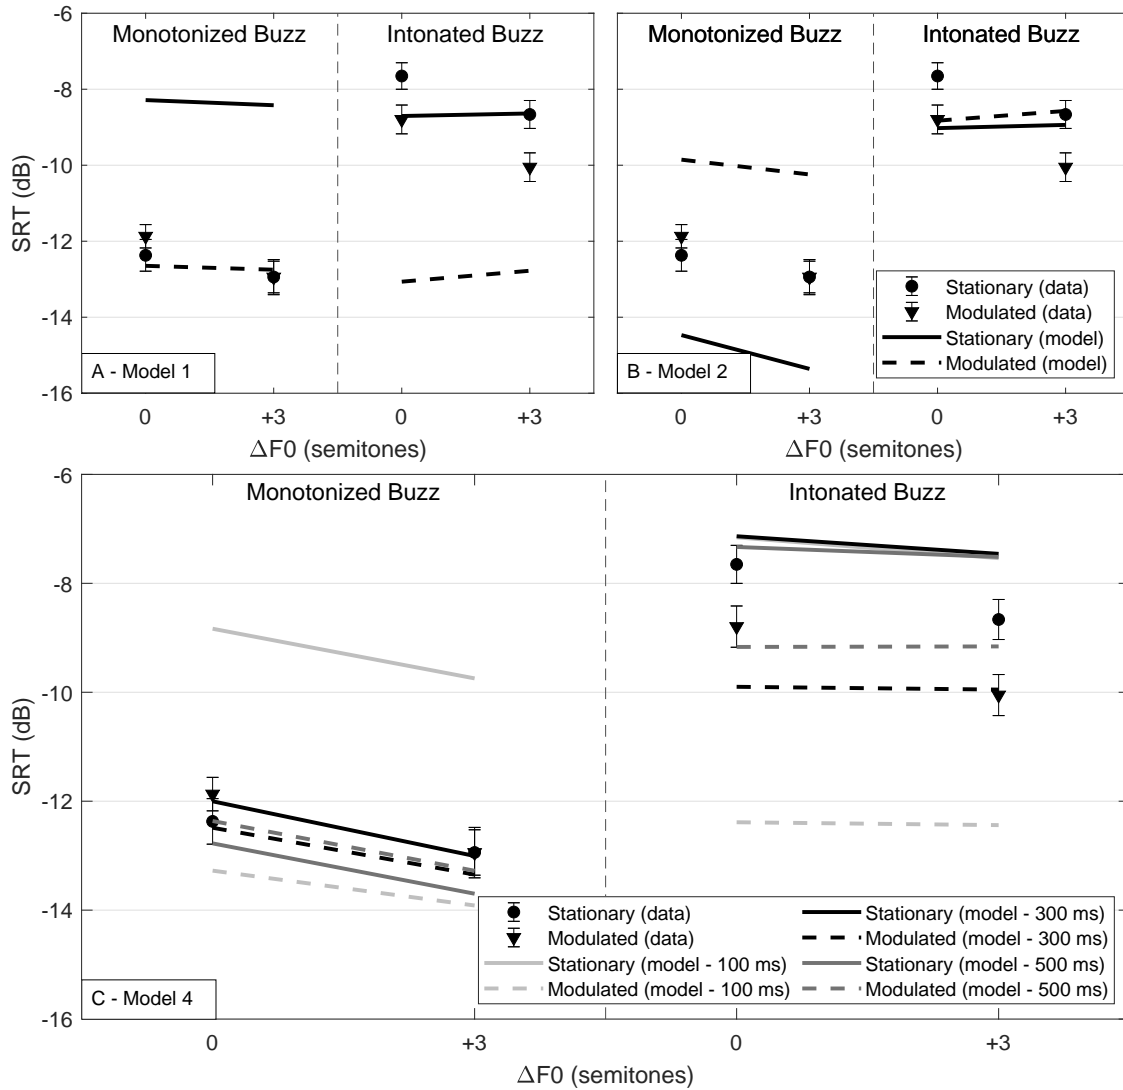 -6
-8
-10
-12
-14
-16
SRT (dB)
Monotonized Buzz
Intonated Buzz
A - Model 1
0
+3
0
+3
ΔF0 (semitones)
Monotonized Buzz
Intonated Buzz
Stationary (data)
Modulated (data)
Stationary (model)
Modulated (model)
B - Model 2
0
+3
0
+3
ΔF0 (semitones)
-6
-8
-10
-12
-14
-16
SRT (dB)
Monotonized Buzz
Intonated Buzz
Stationary (data)
Modulated (data)
Stationary (model - 100 ms)
Modulated (model - 100 ms)
Stationary (model - 300 ms)
Modulated (model - 300 ms)
Stationary (model - 500 ms)
Modulated (model - 500 ms)
C - Model 4
0
+3
0
+3
ΔF0 (semitones)